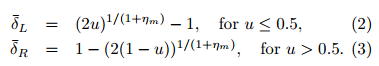 δ̄_L = (2u)^{1/(1+η_m)} − 1, for u ≤ 0.5, (2)
δ̄_R = 1 − (2(1 − u))^{1/(1+η_m)}, for u > 0.5. (3)